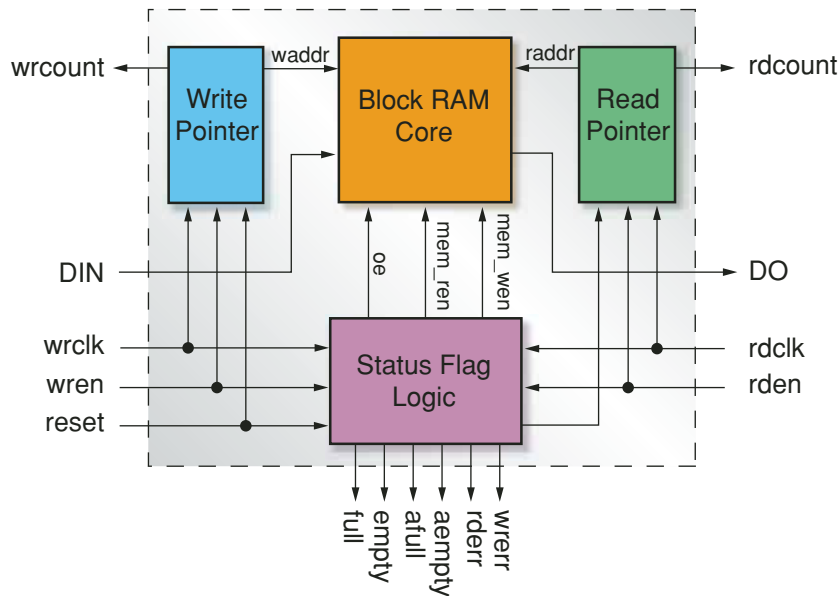 wrcount
waddr
raddr
rdcount
Write
Pointer
Block RAM
Core
Read
Pointer
DIN
oe
mem_ren
mem_wen
DO
wrclk
rdclk
Status Flag
Logic
wren
rden
reset
full
empty
afull
aempty
rderr
wrerr